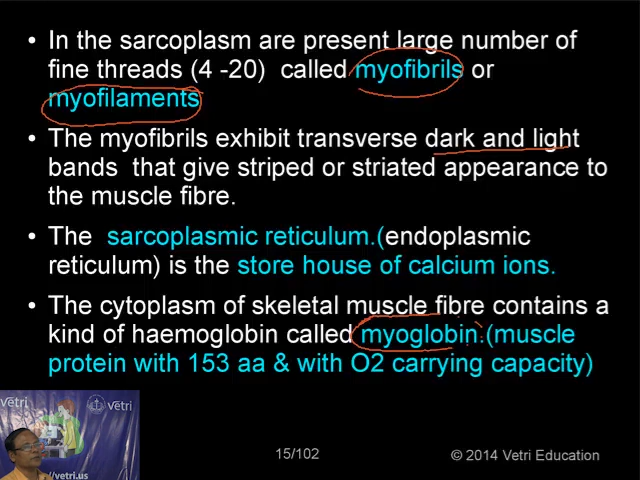 • In the sarcoplasm are present large number of
fine threads (4 -20)  called myofibrils or
myofilaments
• The myofibrils exhibit transverse dark and light
bands  that give striped or striated appearance to
the muscle fibre.
• The  sarcoplasmic reticulum.(endoplasmic
reticulum) is the store house of calcium ions.
• The cytoplasm of skeletal muscle fibre contains a
kind of haemoglobin called myoglobin.(muscle
protein with 153 aa & with O2 carrying capacity)
Vetri
Vetri
//vetri.us
15/102
© 2014 Vetri Education